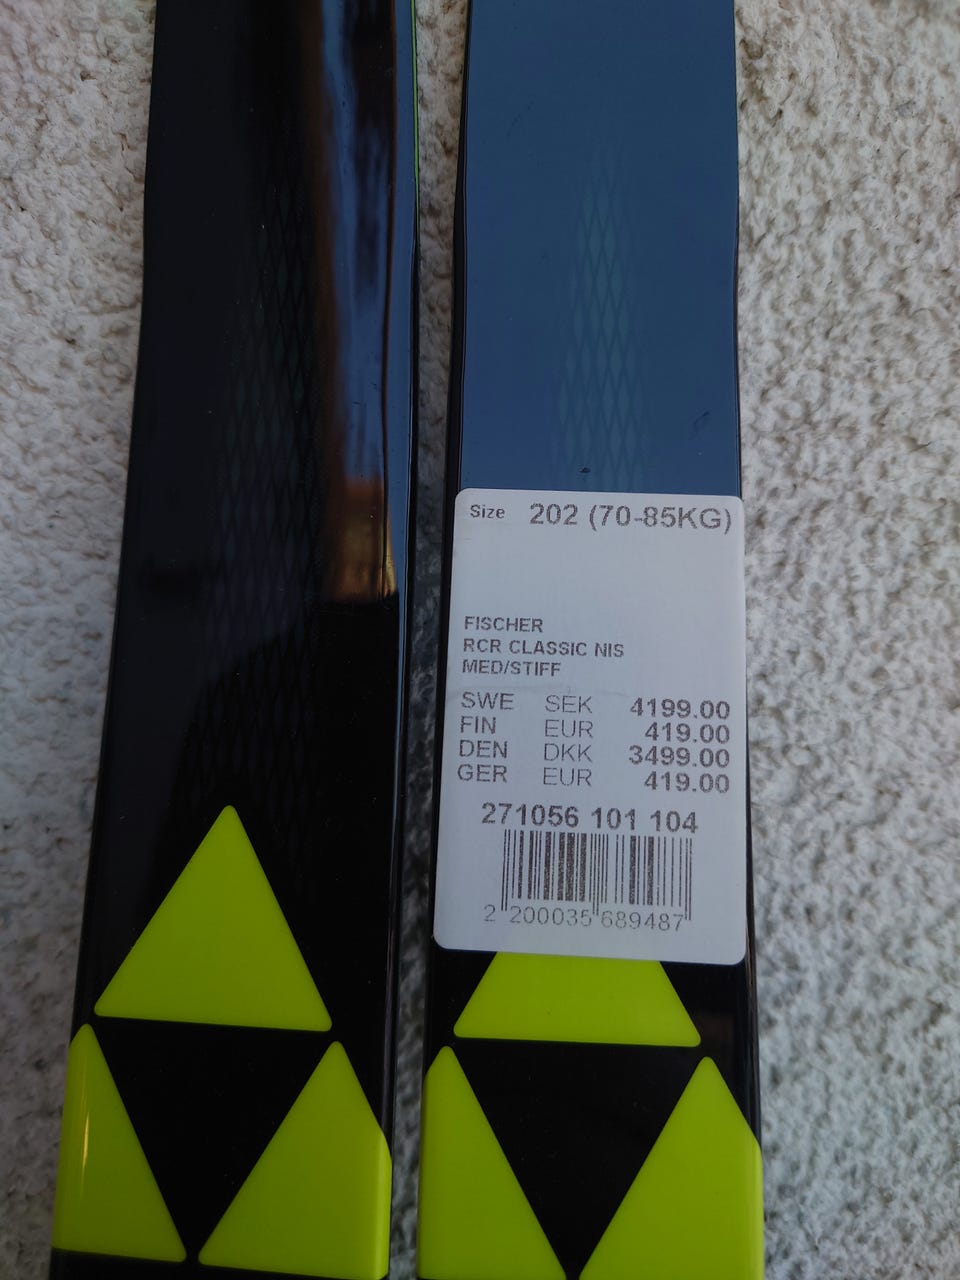 Size 202 (70-85KG)
FISCHER
RCR CLASSIC NIS
MED/STIFF
SWE SEK 4199.00
FIN EUR 419.00
DEN DKK 3499.00
GER EUR 419.00
271056 101 104
2 200035 689487